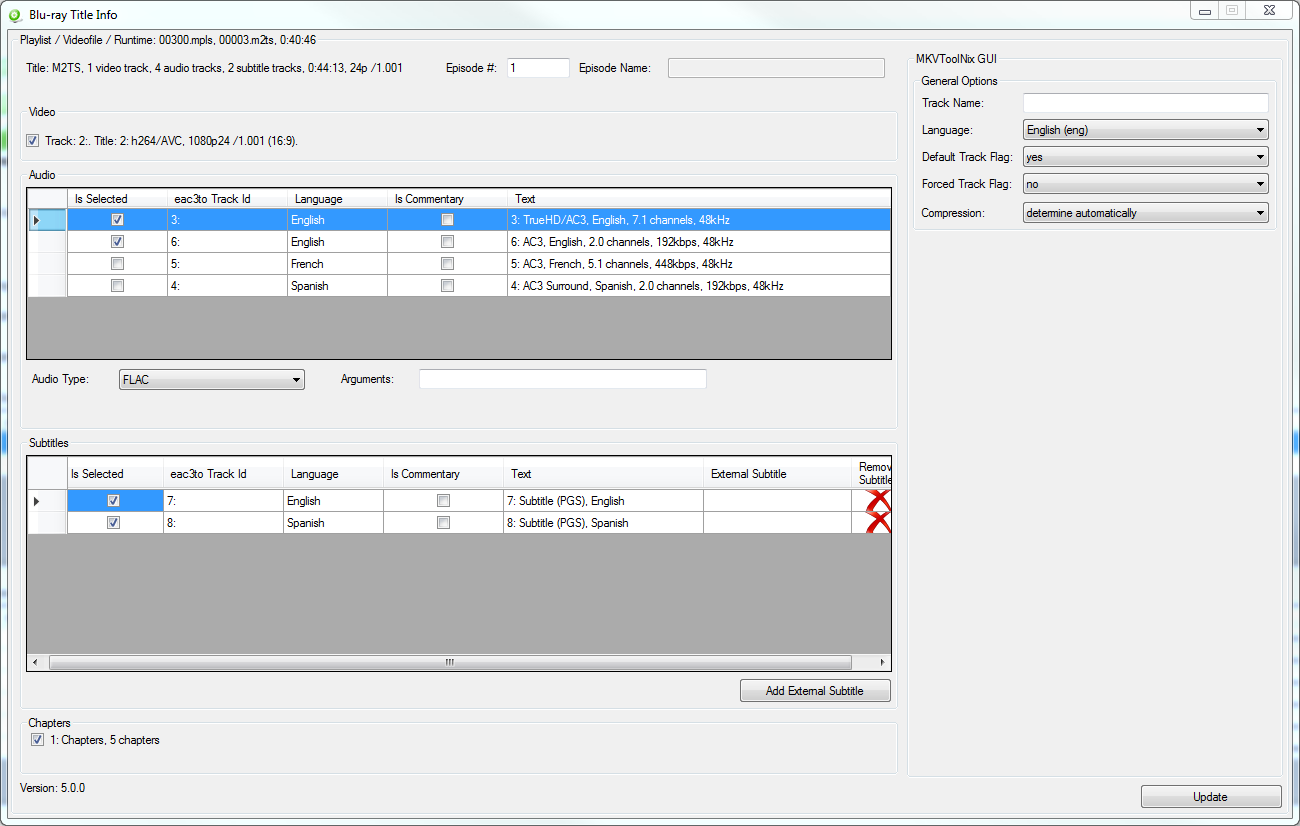 Blu-ray Title Info
Playlist / Videofile / Runtime: 00300.mpls, 00003.m2ts, 0:40:46
Title: M2TS, 1 video track, 4 audio tracks, 2 subtitle tracks, 0:44:13, 24p /1.001
Episode #: 1 Episode Name:
Video
Track: 2:. Title: 2: h264/AVC, 1080p24 /1.001 (16:9).
Audio
Is Selected eac3to Track Id Language Is Commentary Text
3: English 3: TrueHD/AC3, English, 7.1 channels, 48kHz
6: English 6: AC3, English, 2.0 channels, 192kbps, 48kHz
5: French 5: AC3, French, 5.1 channels, 448kbps, 48kHz
4: Spanish 4: AC3 Surround, Spanish, 2.0 channels, 192kbps, 48kHz
Audio Type: FLAC Arguments:
Subtitles
Is Selected eac3to Track Id Language Is Commentary Text External Subtitle Remov
Subtitle
7: English 7: Subtitle (PGS), English
8: Spanish 8: Subtitle (PGS), Spanish
Add External Subtitle
Chapters
1: Chapters, 5 chapters
Version: 5.0.0
MKVToolNix GUI
General Options
Track Name:
Language: English (eng)
Default Track Flag: yes
Forced Track Flag: no
Compression: determine automatically
Update